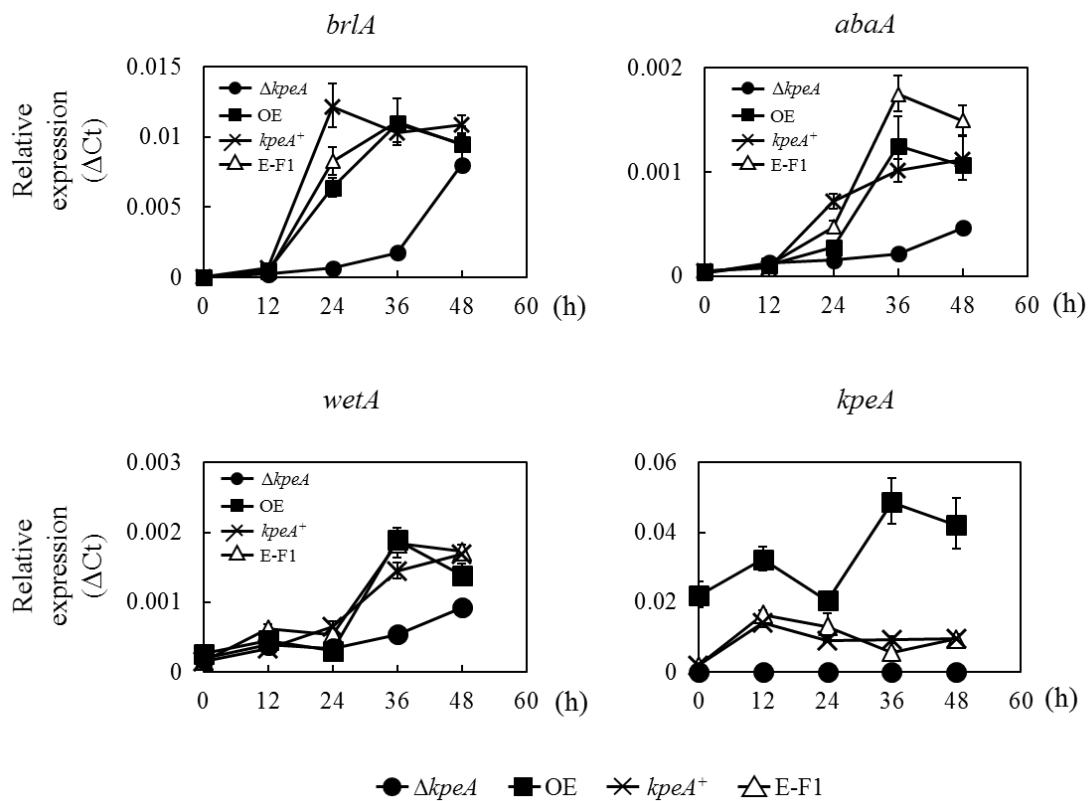 brlA
abaA
Relative
expression
(ΔCt)
0.015
0.01
0.005
0
ΔkpeA
OE
kpeA⁺
E-F1
0 12 24 36 48 60 (h)
0.002
0.001
0
ΔkpeA
OE
kpeA⁺
E-F1
0 12 24 36 48 60 (h)
wetA
kpeA
Relative
expression
(ΔCt)
0.003
0.002
0.001
0
ΔkpeA
OE
kpeA⁺
E-F1
0 12 24 36 48 60 (h)
0.06
0.04
0.02
0
0 12 24 36 48 60 (h)
ΔkpeA OE kpeA⁺ E-F1